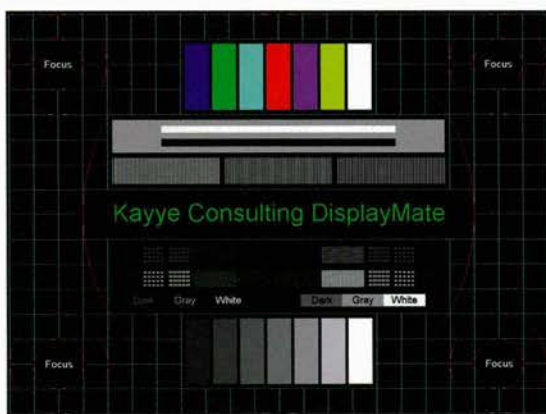 Focus Focus
Kayye Consulting DisplayMate
Dark Gray White Dark Gray White
Focus Focus